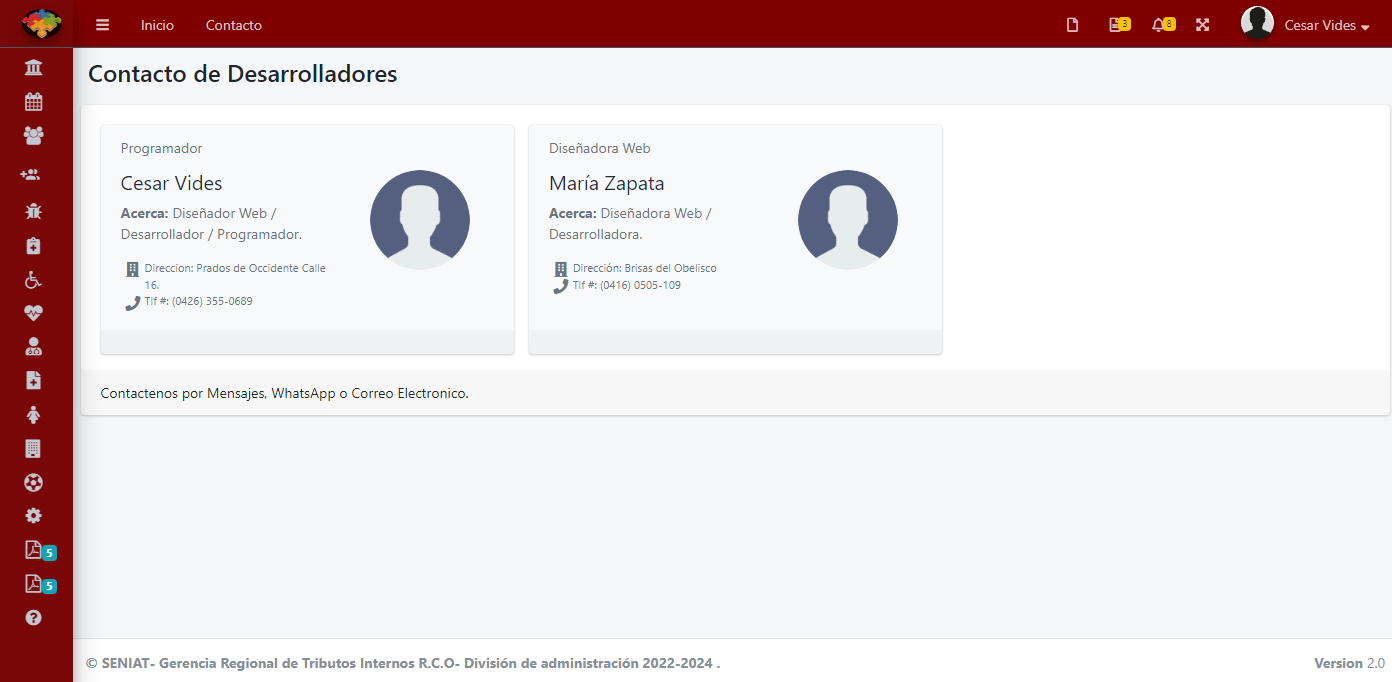 Inicio
Contacto
3
8
Cesar Vides
Contacto de Desarrolladores
Programador
Cesar Vides
Acerca: Diseñador Web /
Desarrollador / Programador.
Direccion: Prados de Occidente Calle
16.
Tlf #: (0426) 355-0689
Diseñadora Web
María Zapata
Acerca: Diseñadora Web /
Desarrolladora.
Dirección: Brisas del Obelisco
Tlf #: (0416) 0505-109
Contactenos por Mensajes, WhatsApp o Correo Electronico.
5
5
© SENIAT- Gerencia Regional de Tributos Internos R.C.O- División de administración 2022-2024 .
Version 2.0